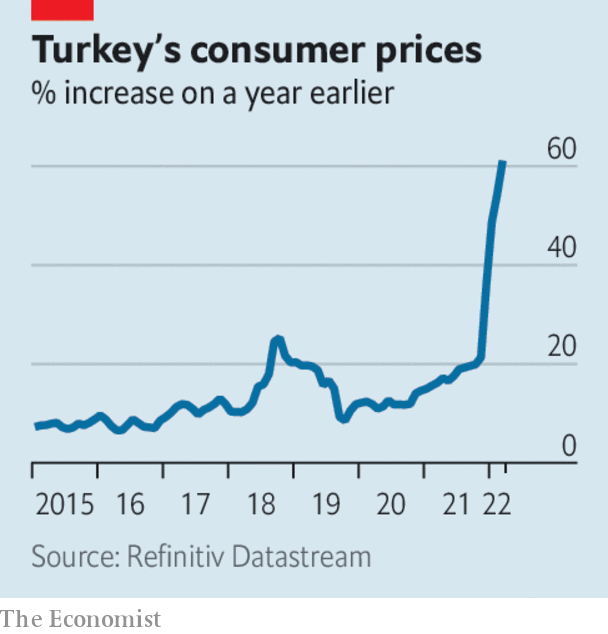 Turkey's consumer prices
% increase on a year earlier
60
40
20
0
2015 16 17 18 19 20 21 22
Source: Refinitiv Datastream
The Economist